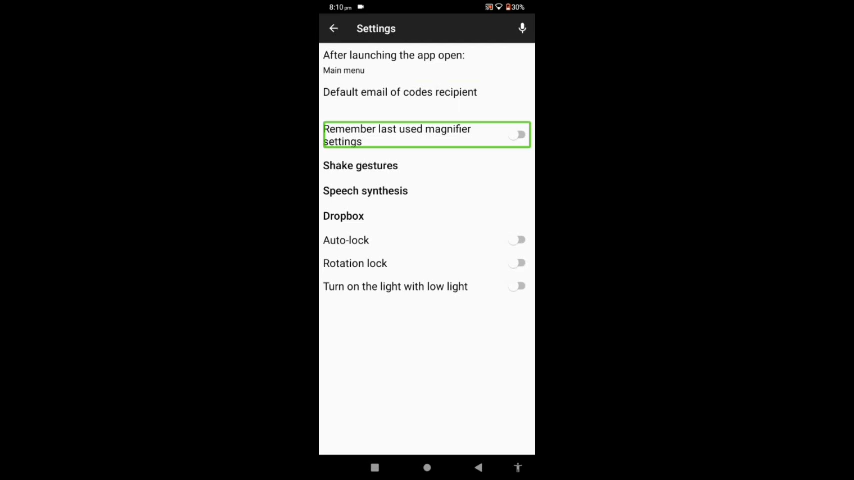 8:10 pm 30%
Settings
After launching the app open:
Main menu
Default email of codes recipient
Remember last used magnifier
settings
Shake gestures
Speech synthesis
Dropbox
Auto-lock
Rotation lock
Turn on the light with low light